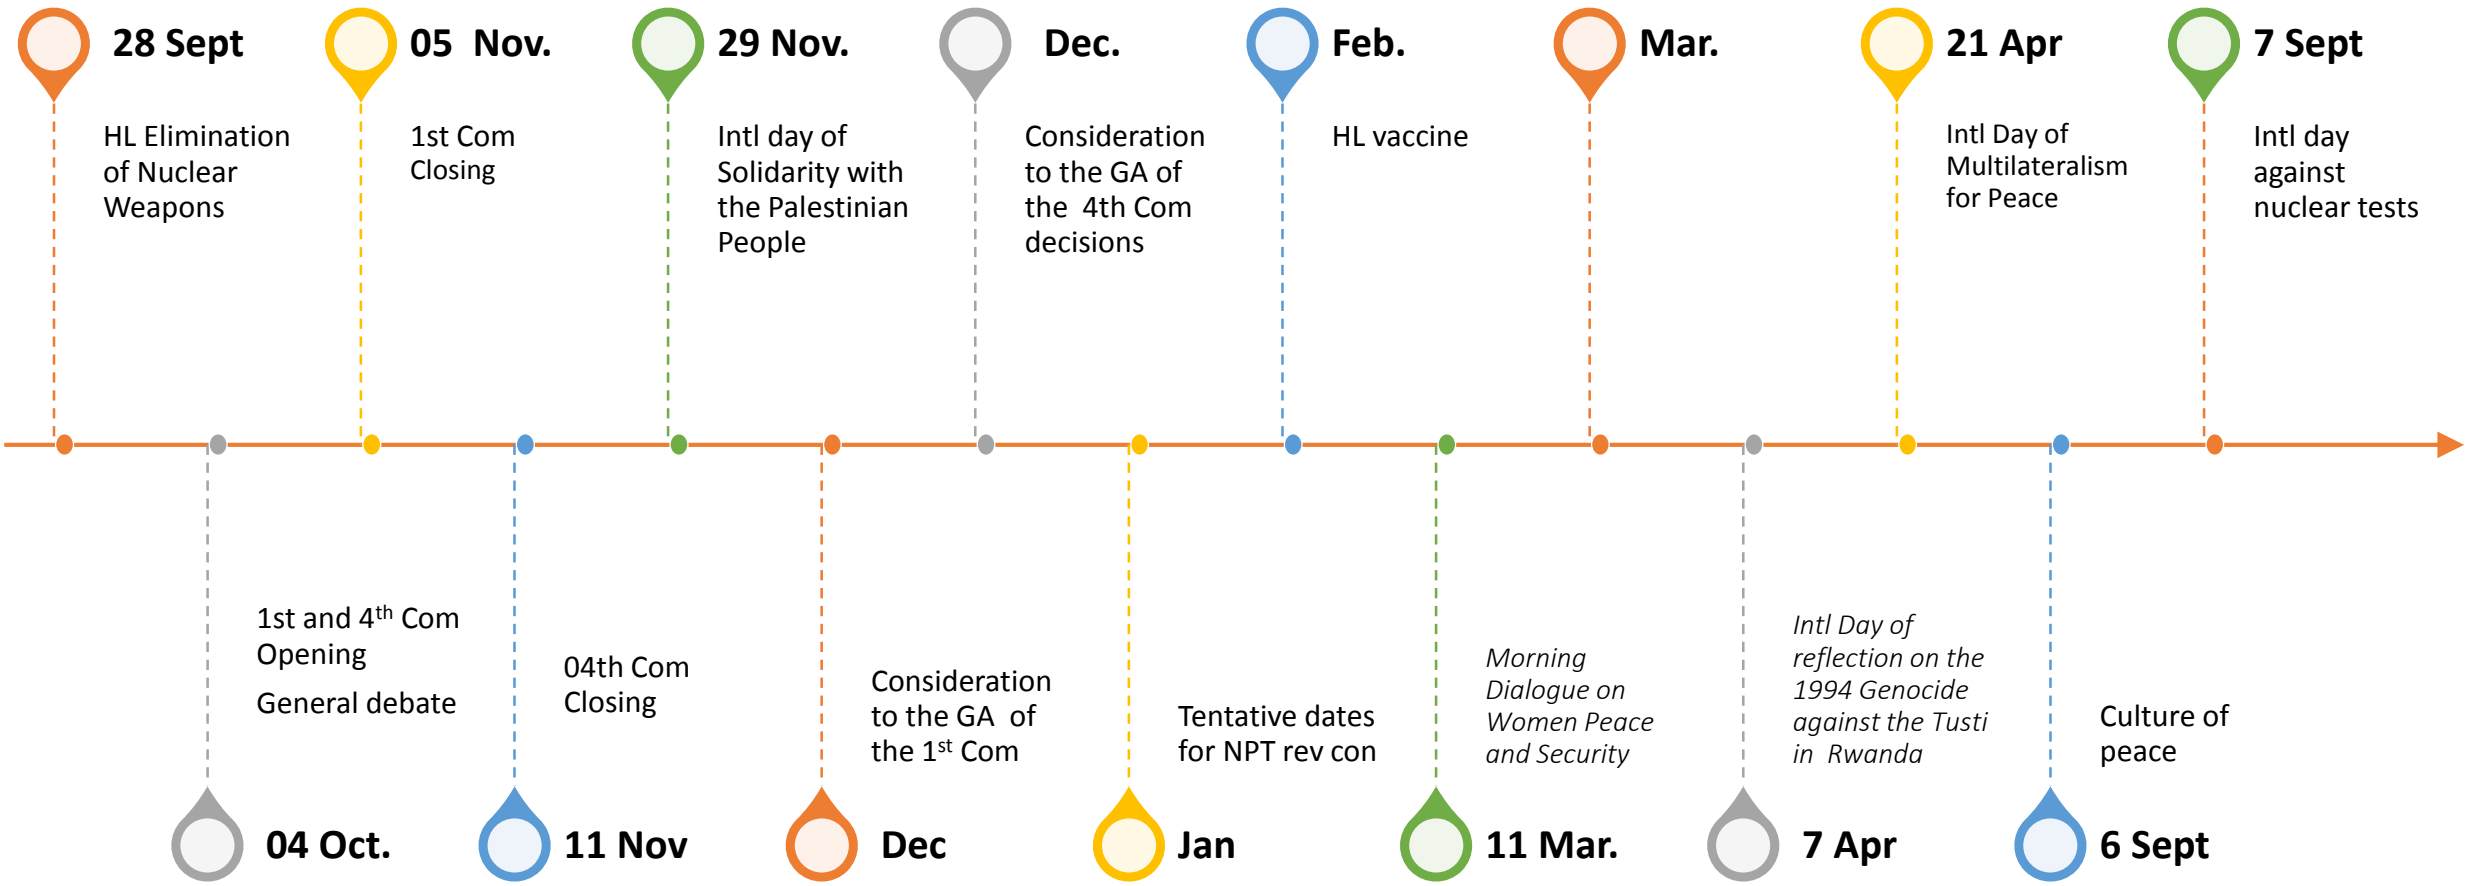 28 Sept
HL Elimination
of Nuclear
Weapons
05 Nov.
1st Com
Closing
29 Nov.
Intl day of
Solidarity with
the Palestinian
People
Dec.
Consideration
to the GA of
the 4th Com
decisions
Feb.
HL vaccine
Mar.
21 Apr
Intl Day of
Multilateralism
for Peace
7 Sept
Intl day
against
nuclear tests
1st and 4th Com
Opening
General debate
04 Oct.
04th Com
Closing
11 Nov
Consideration
to the GA of
the 1st Com
Dec
Tentative dates
for NPT rev con
Jan
Morning
Dialogue on
Women Peace
and Security
11 Mar.
Intl Day of
reflection on the
1994 Genocide
against the Tusti
in Rwanda
7 Apr
Culture of
peace
6 Sept